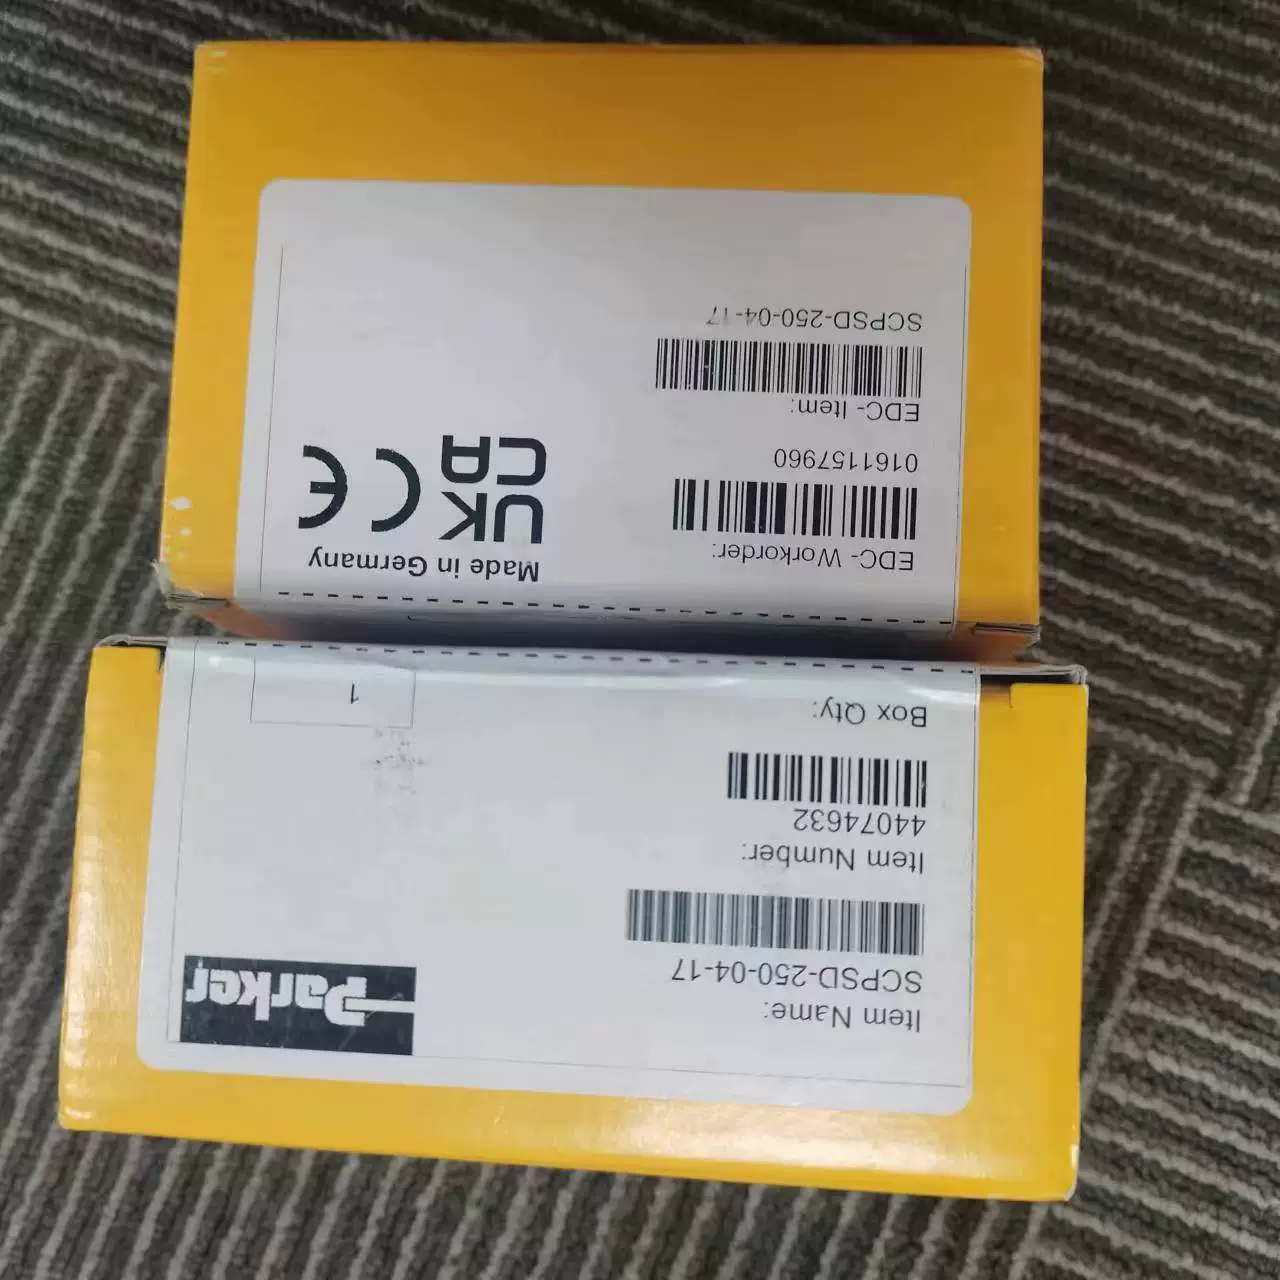 Parker
Item Name:
SCPSD-250-04-17
Item Number:
44074632
Box Qty:
1
EDC- Workorder:
0161157960
EDC- Item:
SCPSD-250-04-17
Made in Germany
UK
CA
CE